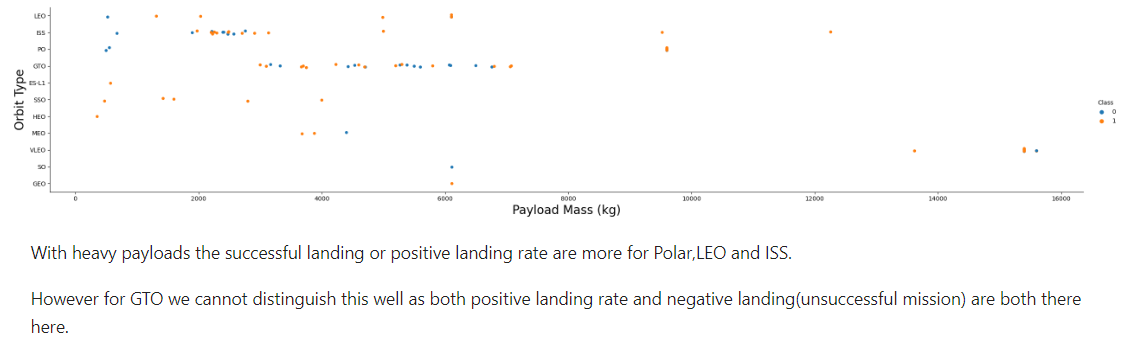 LEO
ISS
PO
GTO
ES-L1
SSO
HEO
MEO
VLEO
SO
GEO
Orbit Type
Class
0
1
0 2000 4000 6000 8000 10000 12000 14000 16000
Payload Mass (kg)
With heavy payloads the successful landing or positive landing rate are more for Polar,LEO and ISS.
However for GTO we cannot distinguish this well as both positive landing rate and negative landing(unsuccessful mission) are both there
here.